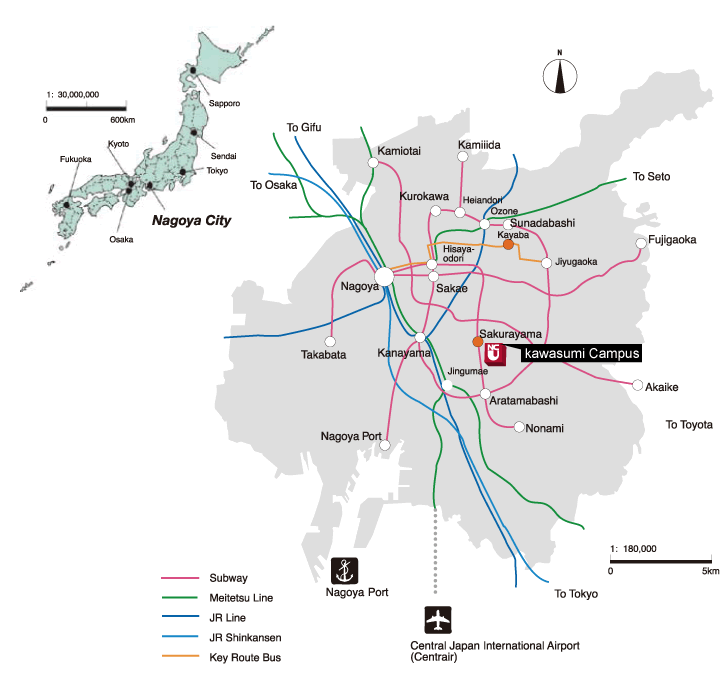 1: 30,000,000
0 600km
Sapporo
Sendai
Tokyo
Kyoto
Fukuoka
Osaka
Nagoya City
N
To Gifu
To Osaka
Kamiotai
Kamiiida
To Seto
Kurokawa
Heiandori
Ozone
Sunadabashi
Kayaba
Fujigaoka
Hisaya-
odori
Jiyugaoka
Nagoya
Sakae
Sakurayama
kawasumi Campus
Takabata
Kanayama
Jingumae
Akaike
Aratamabashi
To Toyota
Nonami
Nagoya Port
1: 180,000
0 5km
To Tokyo
Nagoya Port
Central Japan International Airport
(Centrair)
Subway
Meitetsu Line
JR Line
JR Shinkansen
Key Route Bus